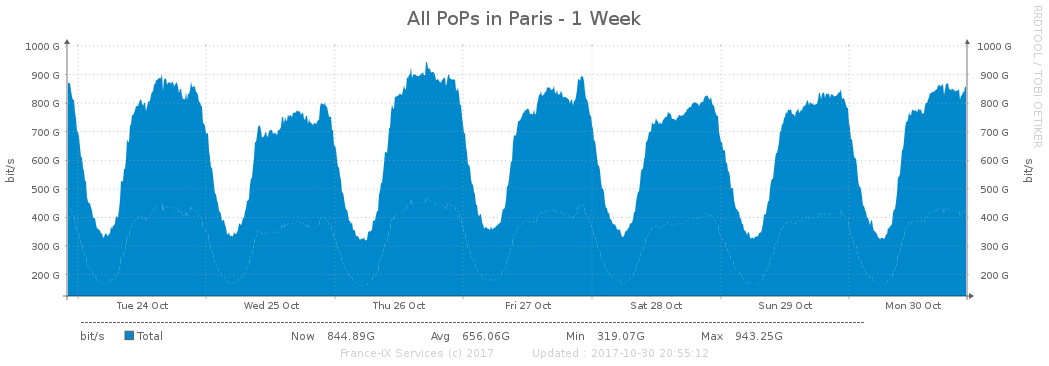 All PoPs in Paris - 1 Week
RRDTOOL / TOBI OETIKER
1000 G 1000 G
900 G 900 G
800 G 800 G
700 G 700 G
600 G 600 G
500 G 500 G
400 G 400 G
300 G 300 G
200 G 200 G
bit/s bit/s
Tue 24 Oct Wed 25 Oct Thu 26 Oct Fri 27 Oct Sat 28 Oct Sun 29 Oct Mon 30 Oct
bit/s Total Now 844.89G Avg 656.06G Min 319.07G Max 943.25G
France-IX Services (c) 2017 Updated : 2017-10-30 20:55:12